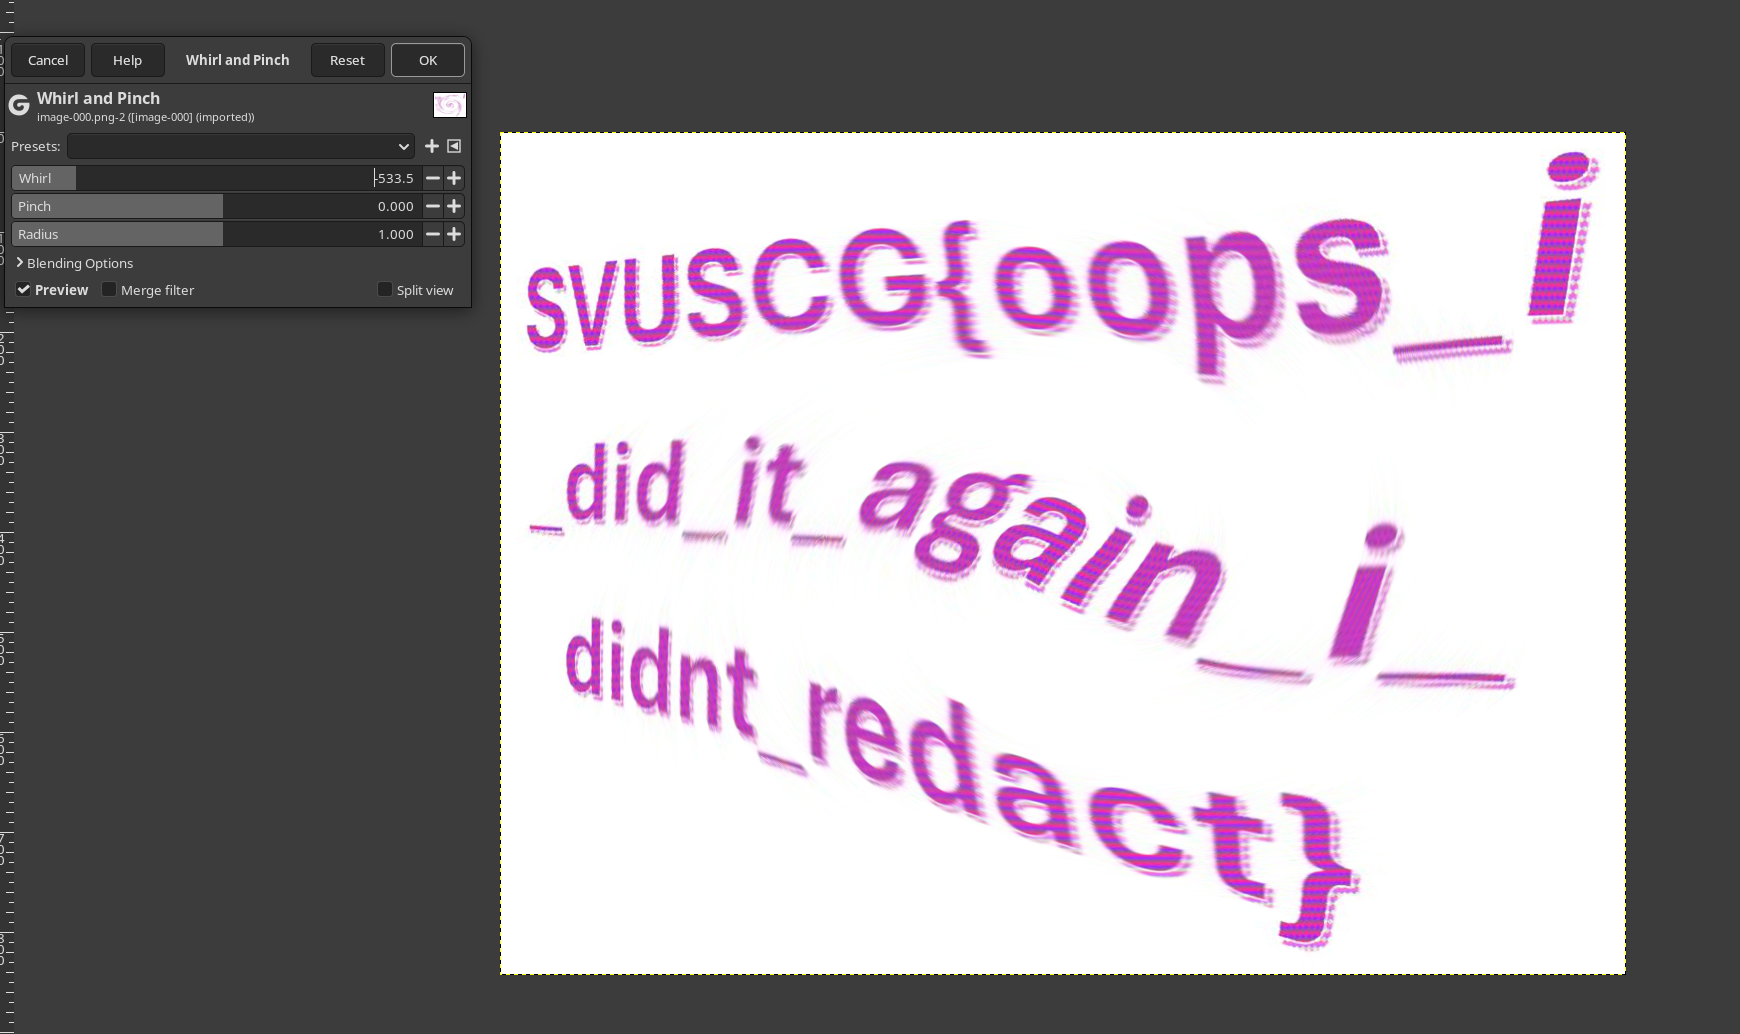 Cancel Help Whirl and Pinch Reset OK
Whirl and Pinch
image-000.png-2 ([image-000] (imported))
Presets:
Whirl -533.5
Pinch 0.000
Radius 1.000
Blending Options
Preview Merge filter Split view
SVUSCG{oops_i
_did_it_again_i_
didnt_redact}